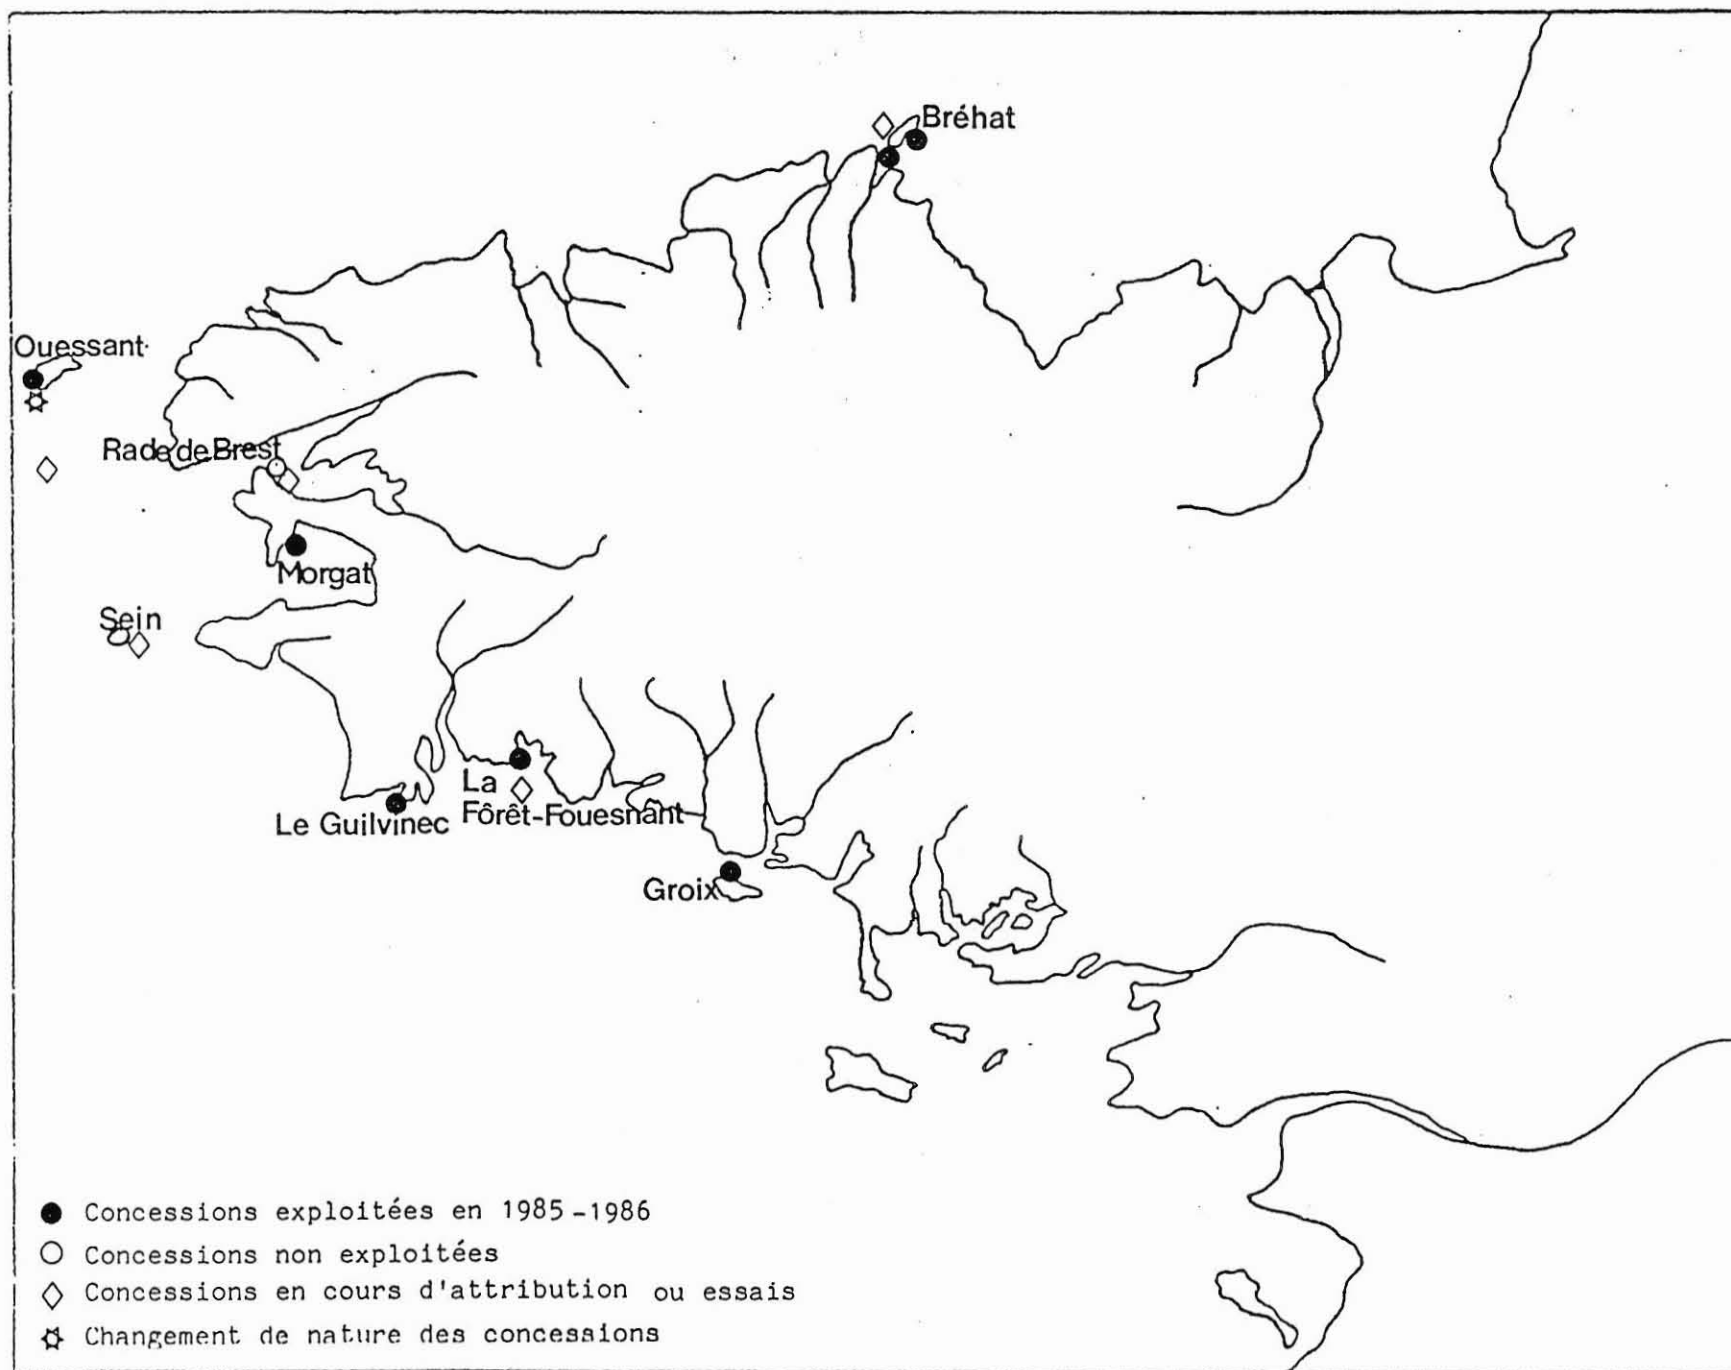 Bréhat
Ouessant
Rade de Brest
Morgat
Sein
La
Fôrêt-Fouesnant
Le Guilvinec
Groix
Concessions exploitées en 1985-1986
Concessions non exploitées
Concessions en cours d'attribution ou essais
Changement de nature des concessions